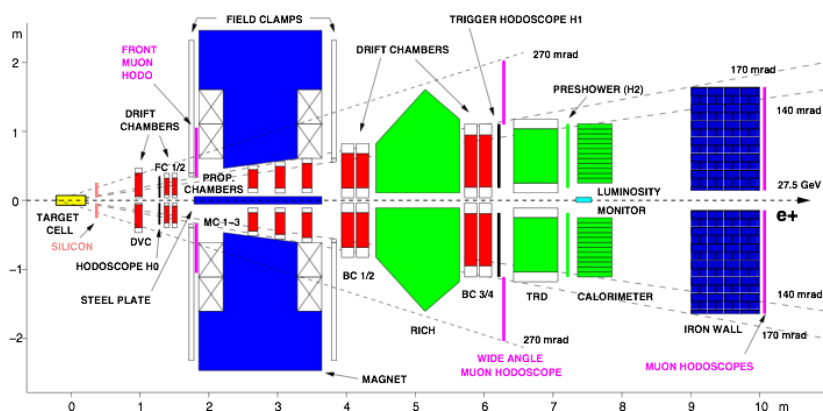 FIELD CLAMPS
TRIGGER HODOSCOPE H1
m
FRONT
MUON
HODO
DRIFT CHAMBERS
270 mrad
170 mrad
PRESHOWER (H2)
140 mrad
2
1
0
−1
−2
DRIFT
CHAMBERS
FC 1/2
PROP.
CHAMBERS
LUMINOSITY
MONITOR
27.5 GeV
e+
TARGET
CELL
SILICON
DVC
MC 1−3
HODOSCOPE H0
STEEL PLATE
BC 1/2
BC 3/4
TRD
CALORIMETER
RICH
140 mrad
IRON WALL
170 mrad
270 mrad
WIDE ANGLE
MUON HODOSCOPE
MUON HODOSCOPES
MAGNET
0 1 2 3 4 5 6 7 8 9 10 m